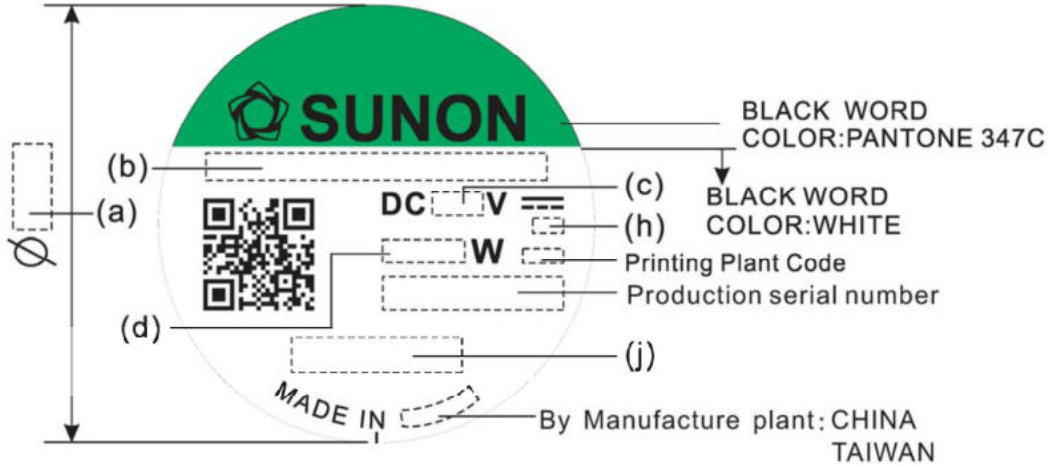 SUNON
BLACK WORD
COLOR:PANTONE 347C
(b)
(c)
DC V
BLACK WORD
COLOR:WHITE
(a)
(h)
W
Printing Plant Code
Ø
Production serial number
(d)
(j)
MADE IN
By Manufacture plant: CHINA
TAIWAN